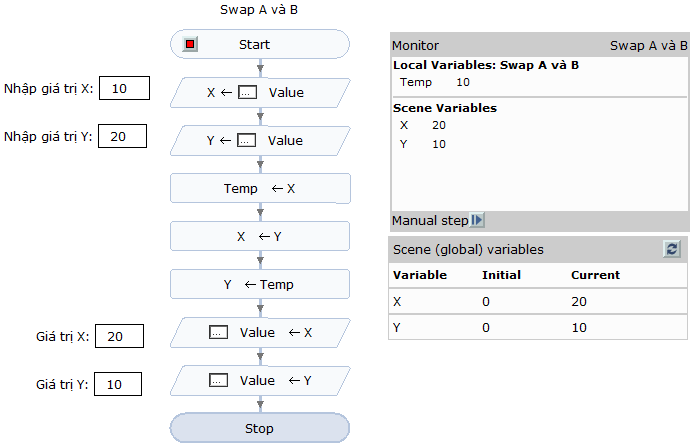 Swap A và B
Start
Nhập giá trị X: 10
X ← ... Value
Nhập giá trị Y: 20
Y ← ... Value
Temp ← X
X ← Y
Y ← Temp
Giá trị X: 20
... Value ← X
Giá trị Y: 10
... Value ← Y
Stop
Monitor Swap A và B
Local Variables: Swap A và B
Temp 10
Scene Variables
X 20
Y 10
Manual step
Scene (global) variables
Variable Initial Current
X 0 20
Y 0 10